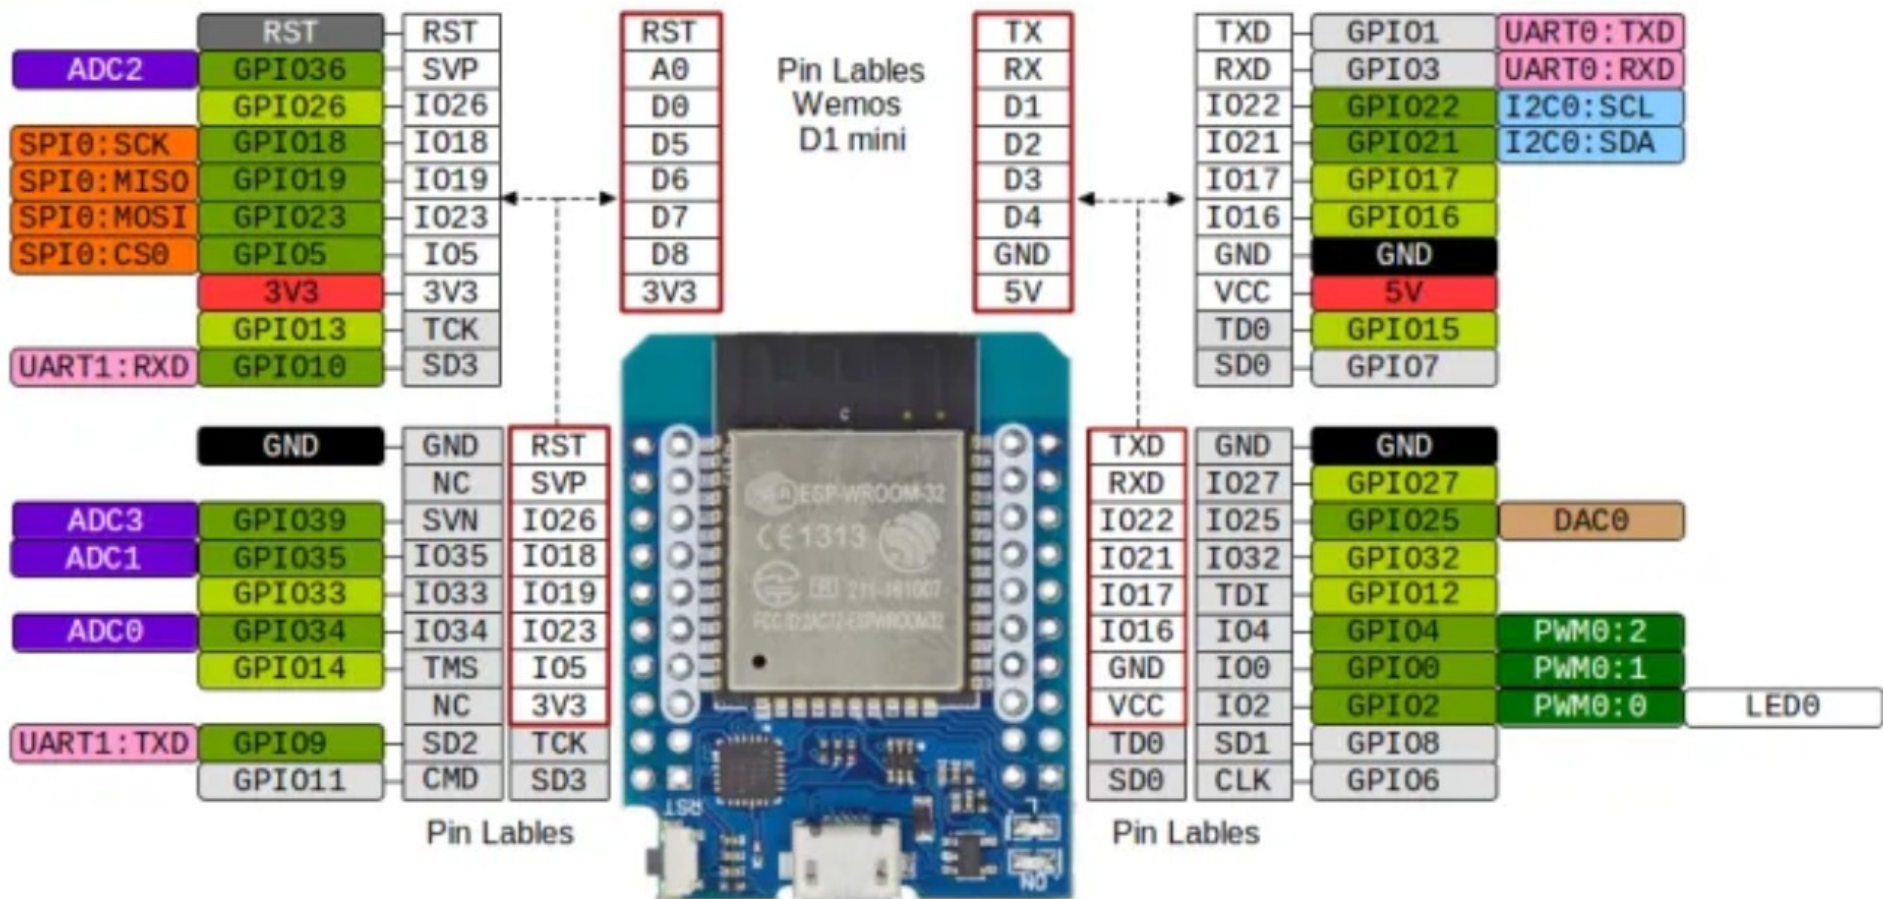 RST RST RST TX TXD GPIO1 UART0:TXD
ADC2 GPIO36 SVP A0 Pin Lables RX RXD GPIO3 UART0:RXD
GPIO26 IO26 D0 Wemos D1 IO22 GPIO22 I2C0:SCL
SPI0:SCK GPIO18 IO18 D5 D1 mini D2 IO21 GPIO21 I2C0:SDA
SPI0:MISO GPIO19 IO19 D6 D3 IO17 GPIO17
SPI0:MOSI GPIO23 IO23 D7 D4 IO16 GPIO16
SPI0:CS0 GPIO5 IO5 D8 GND GND GND
3V3 3V3 3V3 5V VCC 5V
GPIO13 TCK TD0 GPIO15
UART1:RXD GPIO10 SD3 SD0 GPIO7
GND GND RST TXD GND GND
NC SVP RXD IO27 GPIO27
ADC3 GPIO39 SVN IO26 IO22 IO25 GPIO25 DAC0
ADC1 GPIO35 IO35 IO18 IO21 IO32 GPIO32
GPIO33 IO33 IO19 IO17 TDI GPIO12
ADC0 GPIO34 IO34 IO23 IO16 IO4 GPIO4 PWM0:2
GPIO14 TMS IO5 GND IO0 GPIO0 PWM0:1
NC 3V3 VCC IO2 GPIO2 PWM0:0 LED0
UART1:TXD GPIO9 SD2 TCK TD0 SD1 GPIO8
GPIO11 CMD SD3 SD0 CLK GPIO6
Pin Lables Pin Lables
ESP-WROOM-32
CE1313
RST
L
ON